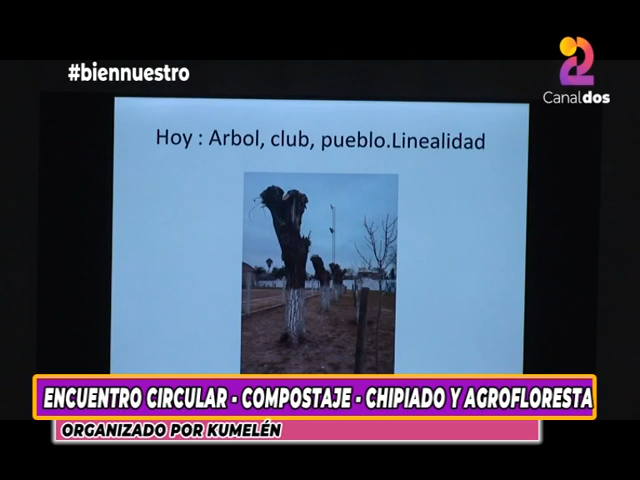 #biennuestro
2
Canaldos
Hoy : Arbol, club, pueblo.Linealidad
ENCUENTRO CIRCULAR - COMPOSTAJE - CHIPIADO Y AGROFLORESTA
ORGANIZADO POR KUMELÉN